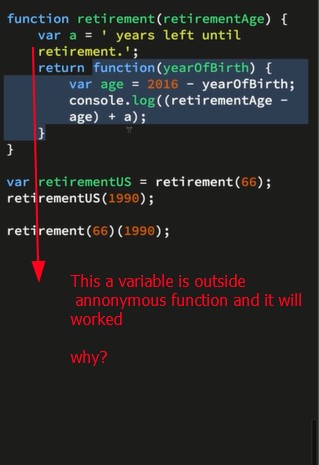 function retirement(retirementAge) {
var a = ' years left until
retirement.';
return function(yearOfBirth) {
var age = 2016 - yearOfBirth;
console.log((retirementAge -
age) + a);
}
}
var retirementUS = retirement(66);
retirementUS(1990);
retirement(66)(1990);
This a variable is outside
annonymous function and it will
worked
why?